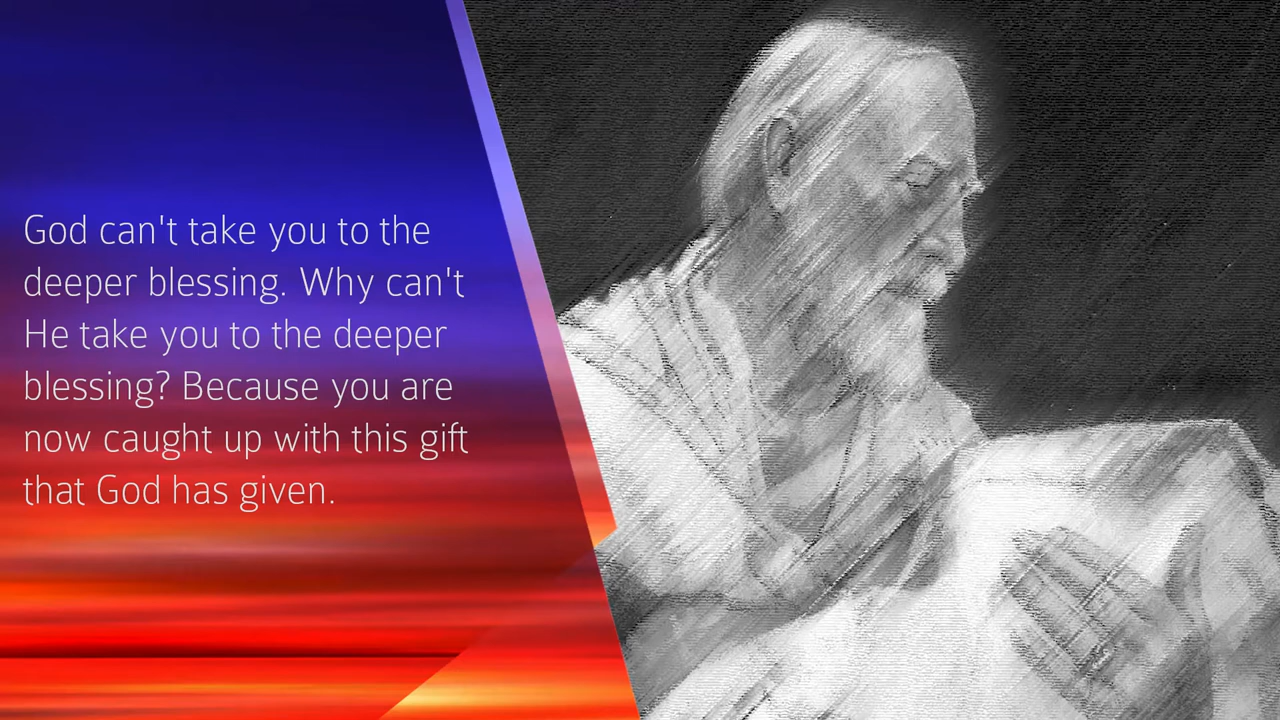 God can't take you to the
deeper blessing. Why can't
He take you to the deeper
blessing? Because you are
now caught up with this gift
that God has given.